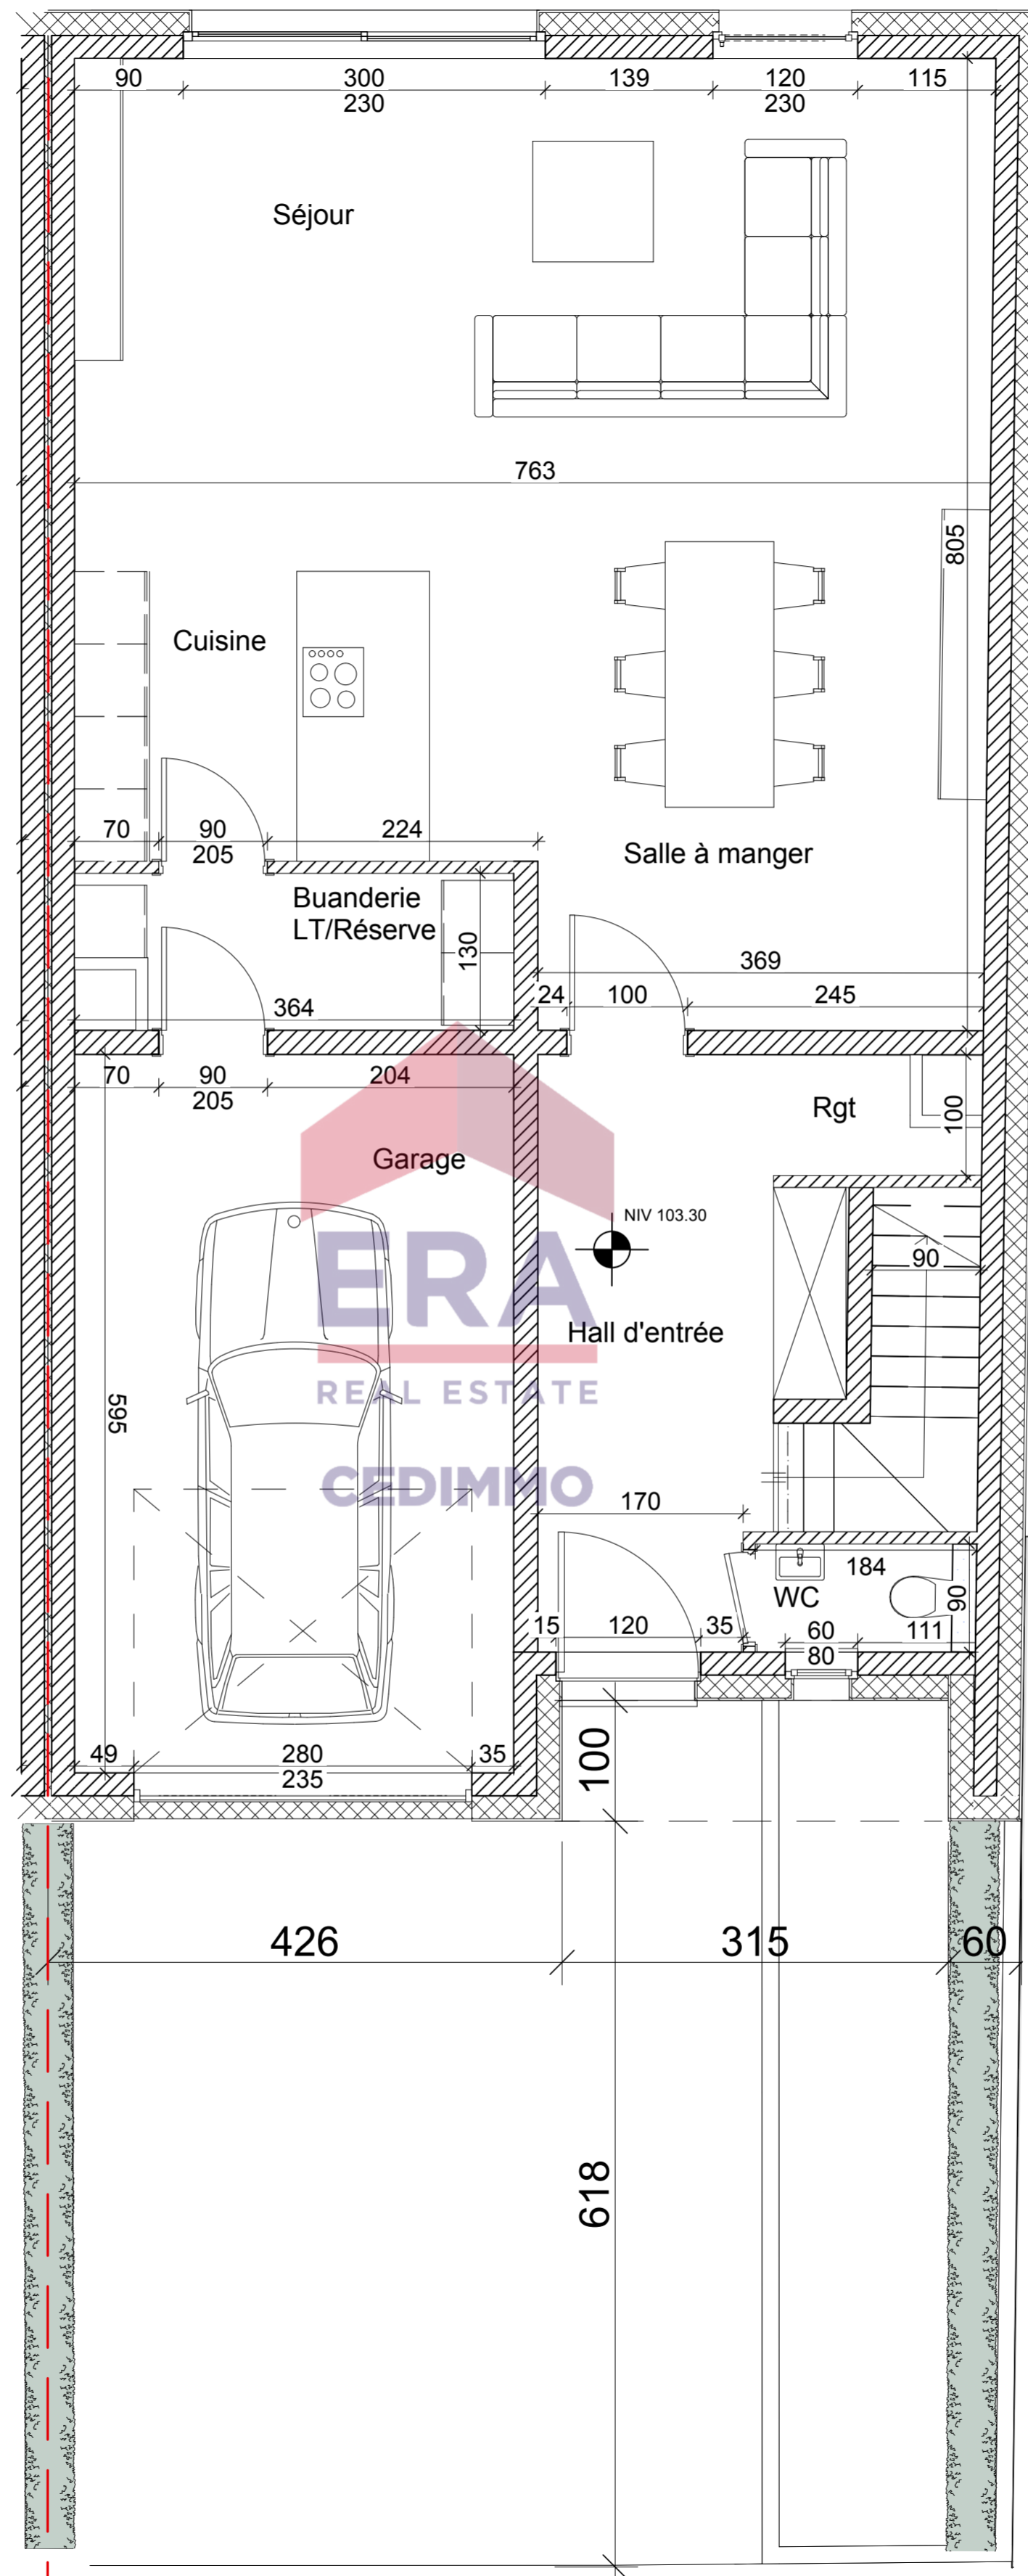 90 300 139 120 115
230 230
Séjour
763
805
Cuisine
70 90 224
205
Salle à manger
Buanderie
LT/Réserve
130
369
364
24 100 245
70 90 204
205
Rgt
100
Garage
NIV 103.30
90
ERA
Hall d'entrée
REAL ESTATE
595
CEDIMMO
170
184
WC
90
15 120 35 60 111
80
49 280 35
235
100
426 315 60
618